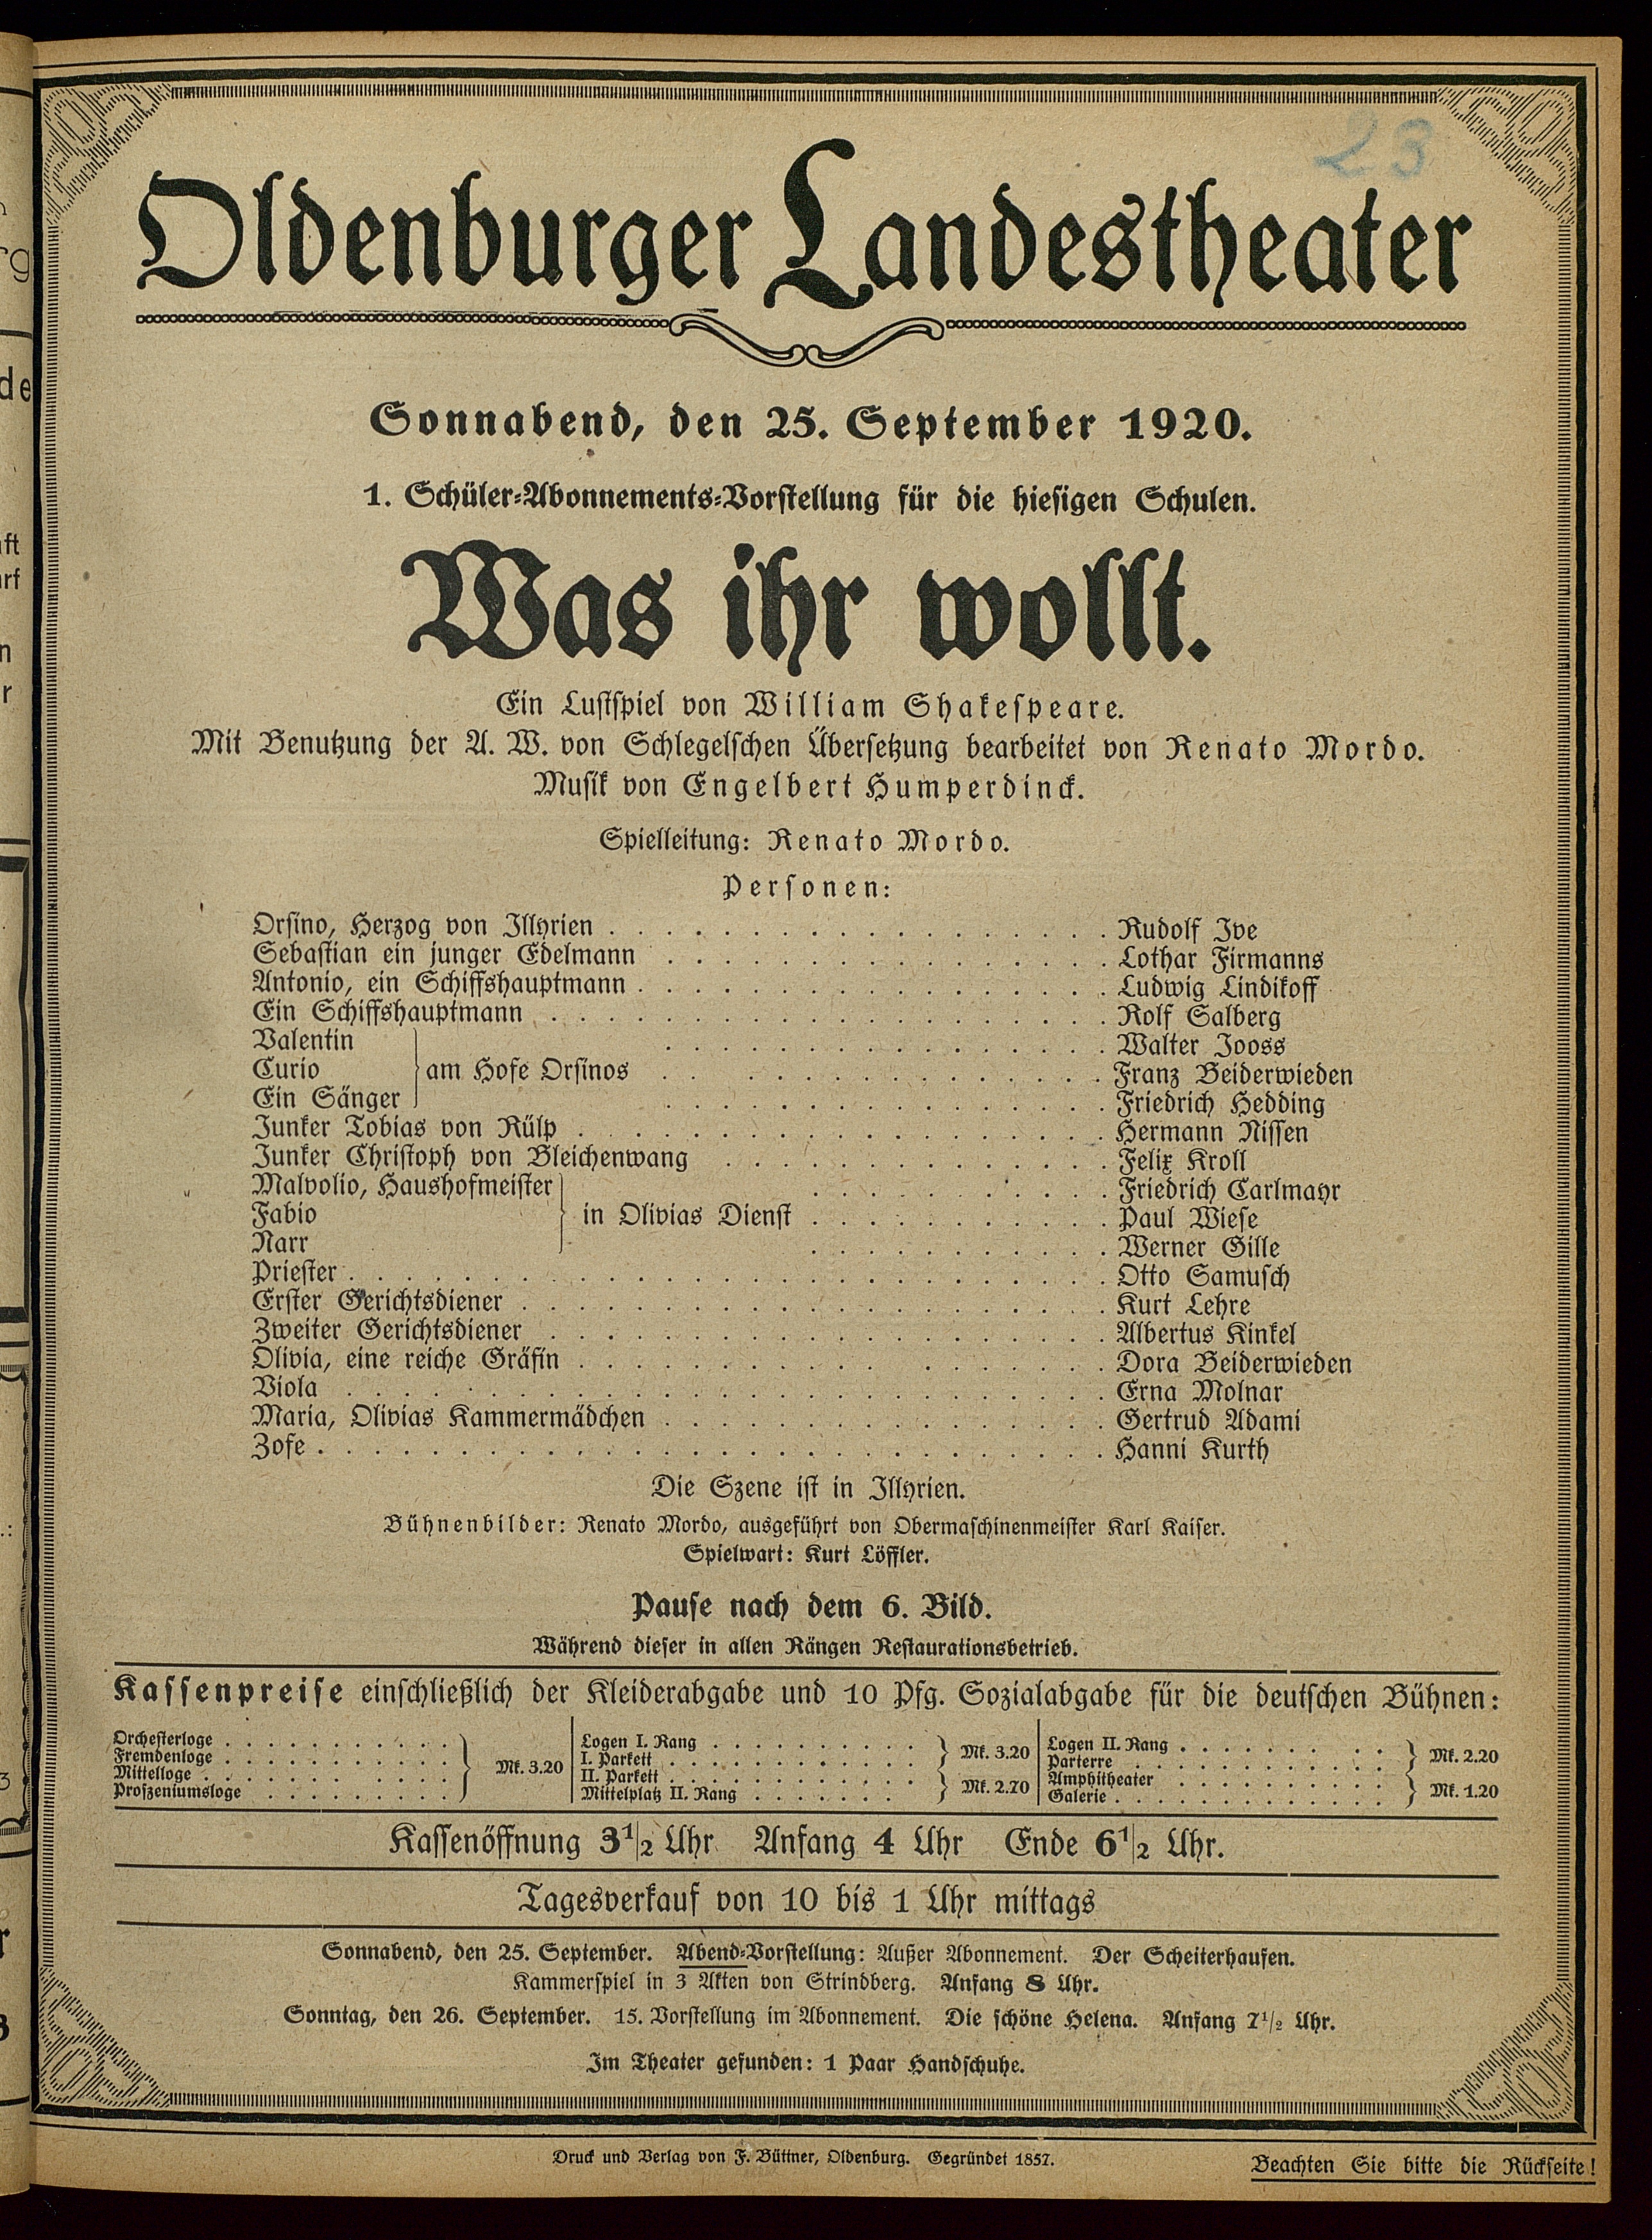 23
Oldenburger Landestheater
Sonnabend, den 25. September 1920.
1. Schüler-Abonnements-Vorstellung für die hiesigen Schulen.
Was ihr wollt.
Ein Lustspiel von William Shakespeare.
Mit Benutzung der A. W. von Schlegelschen Übersetzung bearbeitet von Renato Mordo.
Musik von Engelbert Humperdinck.
Spielleitung: Renato Mordo.
Personen:
Orsino, Herzog von Illyrien . . . . . Rudolf Ive
Sebastian ein junger Edelmann . . . . . Lothar Firmanns
Antonio, ein Schiffshauptmann . . . . . Ludwig Lindikoff
Ein Schiffshauptmann . . . . . Rolf Salberg
Valentin . . . . . Walter Jooss
Curio } am Hofe Orsinos . . . . . Franz Beiderwieden
Ein Sänger . . . . . Friedrich Hedding
Junker Tobias von Rülp . . . . . Hermann Nissen
Junker Christoph von Bleichenwang . . . . . Felix Kroll
Malvolio, Haushofmeister . . . . . Friedrich Carlmayr
Fabio } in Olivias Dienst . . . . . Paul Wiese
Narr . . . . . Werner Gille
Priester . . . . . Otto Samusch
Erster Gerichtsdiener . . . . . Kurt Lehre
Zweiter Gerichtsdiener . . . . . Albertus Kinkel
Olivia, eine reiche Gräfin . . . . . Dora Beiderwieden
Viola . . . . . Erna Molnar
Maria, Olivias Kammermädchen . . . . . Gertrud Adami
Zofe . . . . . Hanni Kurth
Die Szene ist in Illyrien.
Bühnenbilder: Renato Mordo, ausgeführt von Obermaschinenmeister Karl Kaiser.
Spielwart: Kurt Löffler.
Pause nach dem 6. Bild.
Während dieser in allen Rängen Restaurationsbetrieb.
Kassenpreise einschließlich der Kleiderabgabe und 10 Pfg. Sozialabgabe für die deutschen Bühnen:
Orchesterloge . . . . .
Fremdenloge . . . . .
Mittelloge . . . . .
Proszeniumsloge . . . . .
} Mk. 3.20
Logen I. Rang . . . . .
I. Parkett . . . . .
} Mk. 3.20
II. Parkett . . . . .
Mittelplatz II. Rang . . . . .
} Mk. 2.70
Logen II. Rang . . . . .
Parterre . . . . .
} Mk. 2.20
Amphitheater . . . . .
Galerie . . . . .
} Mk. 1.20
Kassenöffnung 3½ Uhr Anfang 4 Uhr Ende 6½ Uhr.
Tagesverkauf von 10 bis 1 Uhr mittags
Sonnabend, den 25. September. Abend-Vorstellung: Außer Abonnement. Der Scheiterhaufen.
Kammerspiel in 3 Akten von Strindberg. Anfang 8 Uhr.
Sonntag, den 26. September. 15. Vorstellung im Abonnement. Die schöne Helena. Anfang 7½ Uhr.
Im Theater gefunden: 1 Paar Handschuhe.
Druck und Verlag von F. Büttner, Oldenburg. Gegründet 1857.
Beachten Sie bitte die Rückseite!